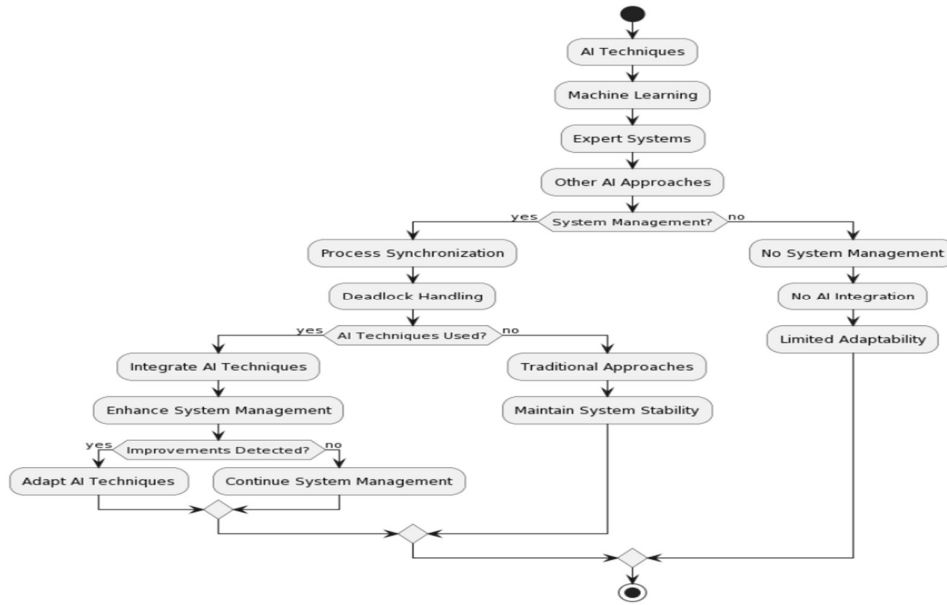 AI Techniques
Machine Learning
Expert Systems
Other AI Approaches
yes
System Management?
no
Process Synchronization
No System Management
Deadlock Handling
No AI Integration
yes
AI Techniques Used?
no
Limited Adaptability
Integrate AI Techniques
Traditional Approaches
Enhance System Management
Maintain System Stability
yes
Improvements Detected?
no
Adapt AI Techniques
Continue System Management